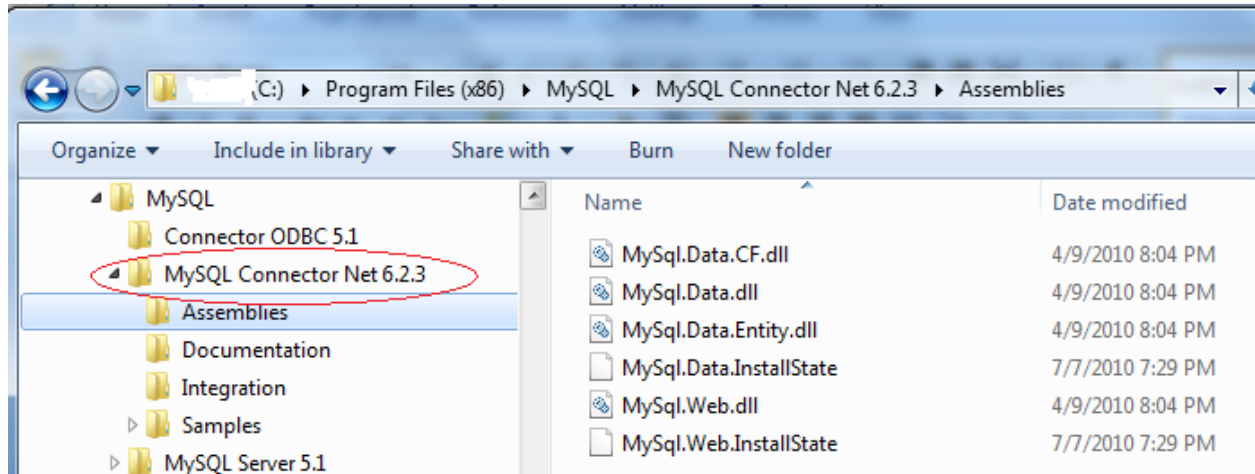 (C:) Program Files (x86) MySQL MySQL Connector Net 6.2.3 Assemblies
Organize Include in library Share with Burn New folder
MySQL
Connector ODBC 5.1
MySQL Connector Net 6.2.3
Assemblies
Documentation
Integration
Samples
MySQL Server 5.1
Name Date modified
MySql.Data.CF.dll 4/9/2010 8:04 PM
MySql.Data.dll 4/9/2010 8:04 PM
MySql.Data.Entity.dll 4/9/2010 8:04 PM
MySql.Data.InstallState 7/7/2010 7:29 PM
MySql.Web.dll 4/9/2010 8:04 PM
MySql.Web.InstallState 7/7/2010 7:29 PM